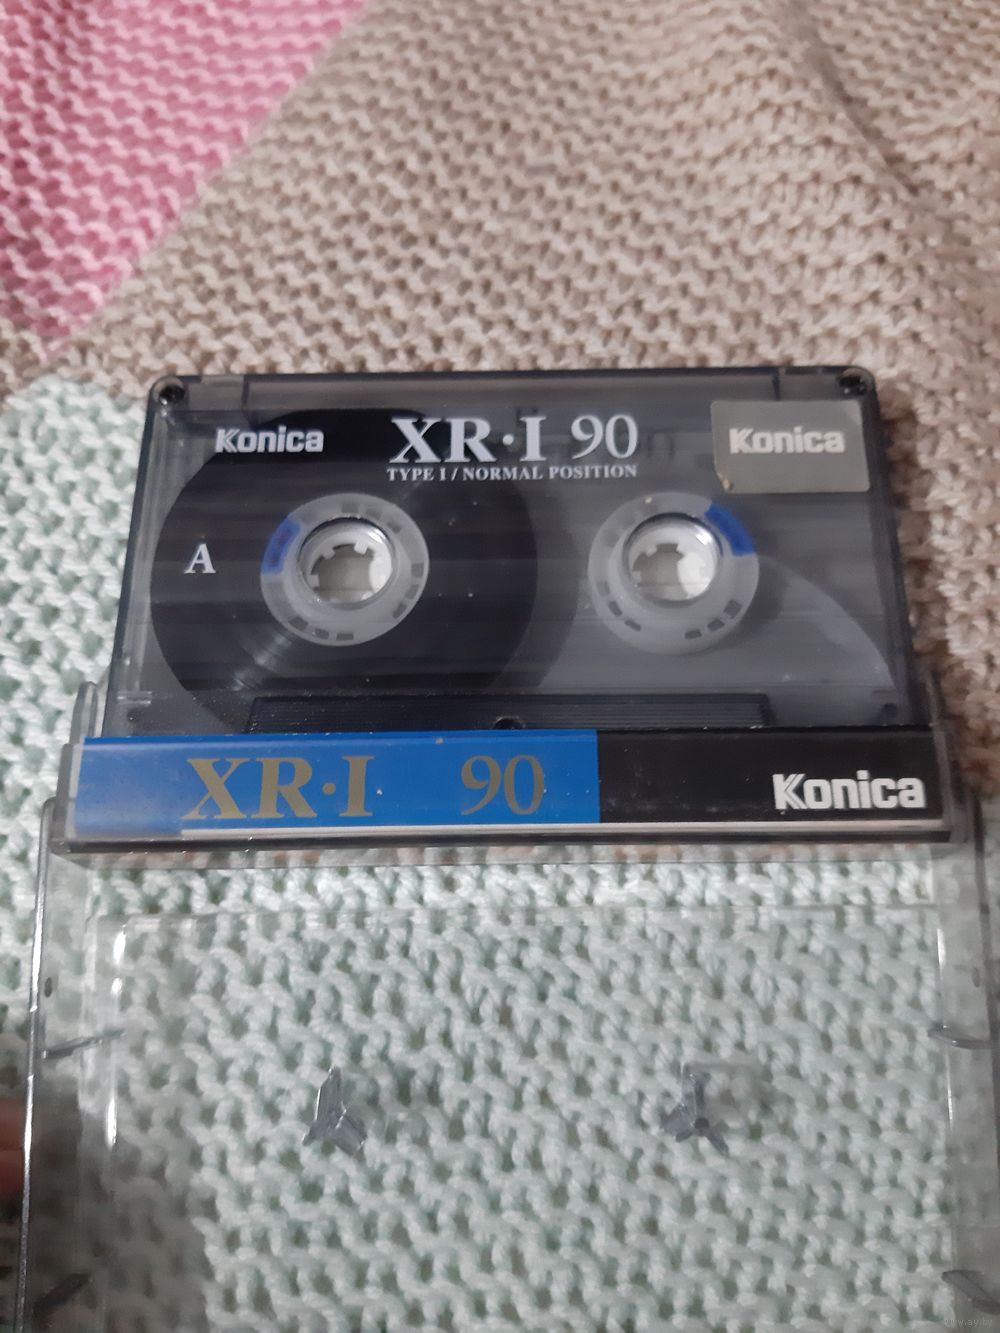 Konica
XR·I 90
Konica
TYPE I / NORMAL POSITION
A
XR·I 90
Konica